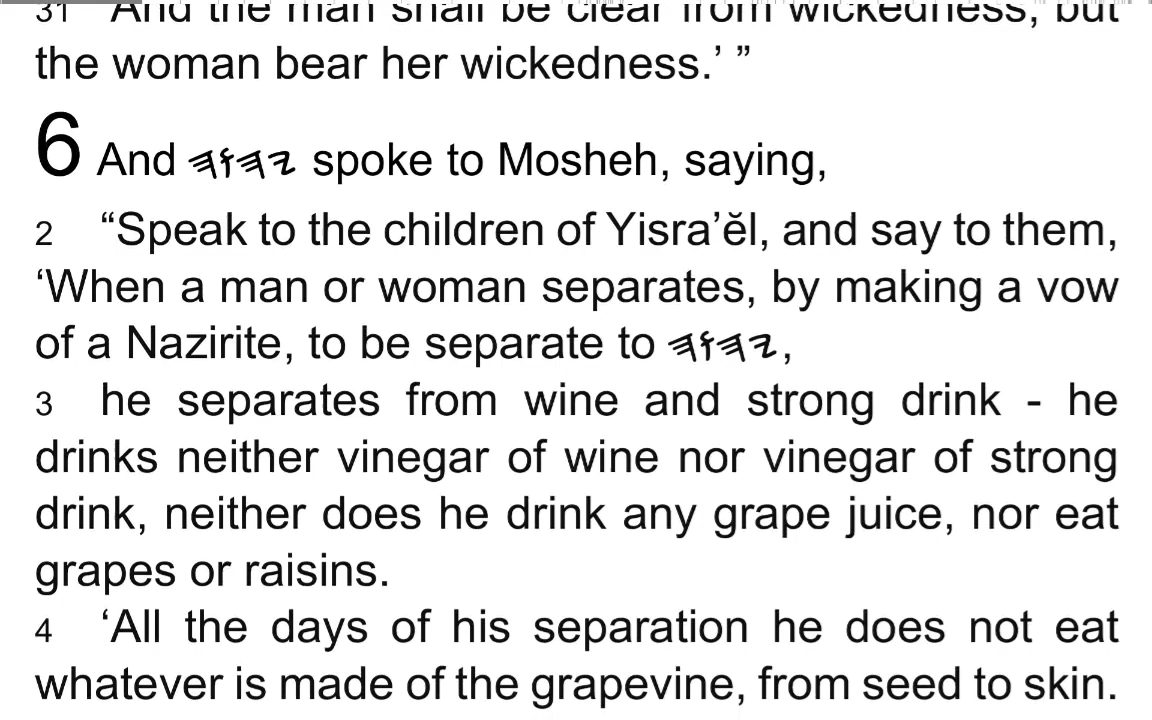 31 And the man shall be clear from wickedness, but
the woman bear her wickedness.’ ”
6 And 𐤉𐤄𐤅𐤄 spoke to Mosheh, saying,
2 “Speak to the children of Yisra’ĕl, and say to them,
‘When a man or woman separates, by making a vow
of a Nazirite, to be separate to 𐤉𐤄𐤅𐤄,
3 he separates from wine and strong drink - he
drinks neither vinegar of wine nor vinegar of strong
drink, neither does he drink any grape juice, nor eat
grapes or raisins.
4 ‘All the days of his separation he does not eat
whatever is made of the grapevine, from seed to skin.